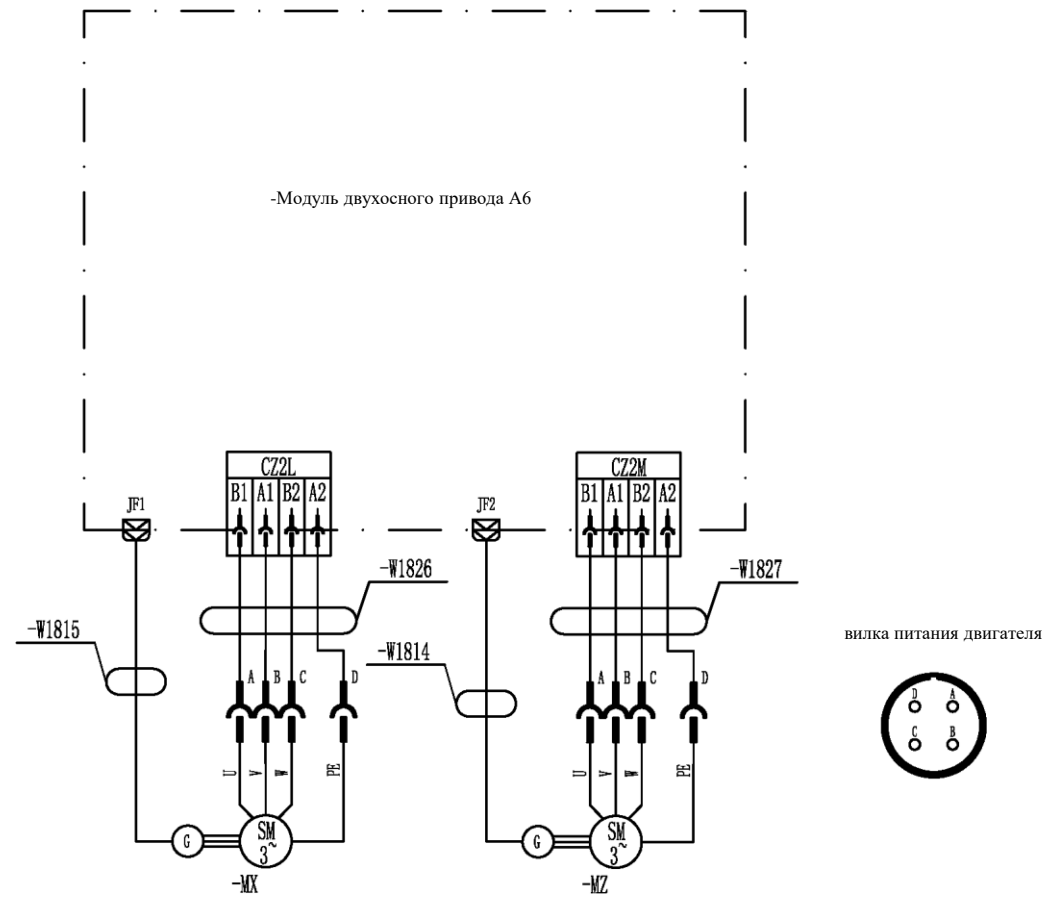 -Модуль двухосного привода А6
CZ2L
CZ2M
B1 A1 B2 A2
B1 A1 B2 A2
JF1
JF2
-W1826
-W1827
-W1815
-W1814
вилка питания двигателя
A B C D
A B C D
D A
C B
U V W PE
U V W PE
G
SM
3~
G
SM
3~
-MX
-MZ